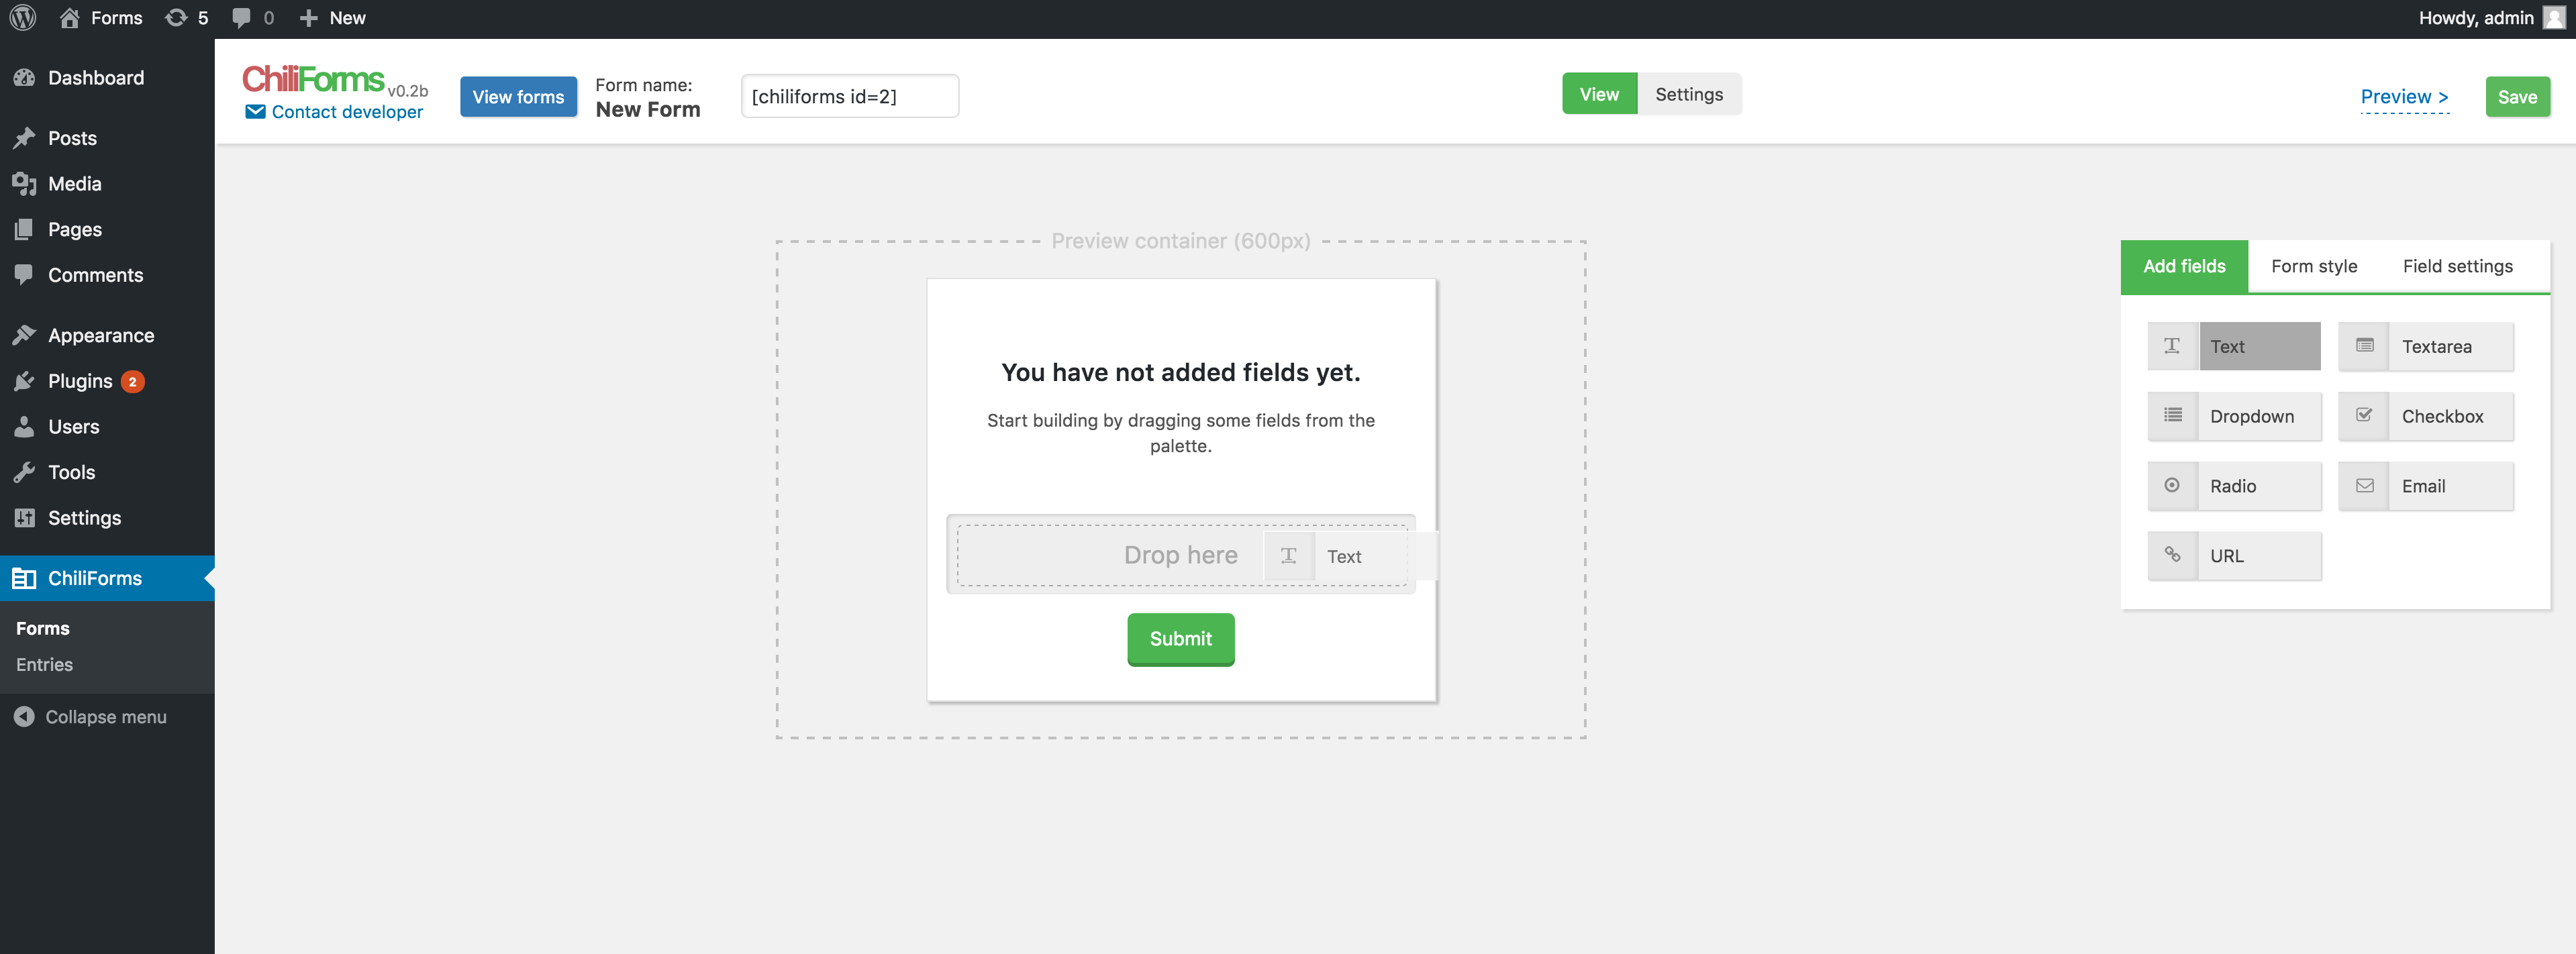 Forms 5 0 New Howdy, admin
Dashboard
Posts
Media
Pages
Comments
Appearance
Plugins 2
Users
Tools
Settings
ChiliForms
Forms
Entries
Collapse menu
ChiliForms v0.2b
Contact developer
View forms
Form name:
New Form
[chiliforms id=2]
View Settings
Preview >
Save
Preview container (600px)
You have not added fields yet.
Start building by dragging some fields from the
palette.
Drop here
Text
Submit
Add fields Form style Field settings
Text Textarea
Dropdown Checkbox
Radio Email
URL